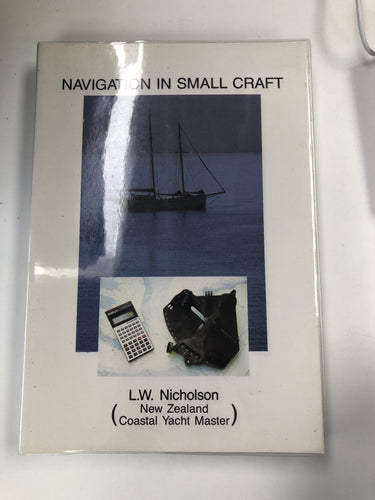 NAVIGATION IN SMALL CRAFT
L.W. Nicholson
New Zealand
(Coastal Yacht Master)